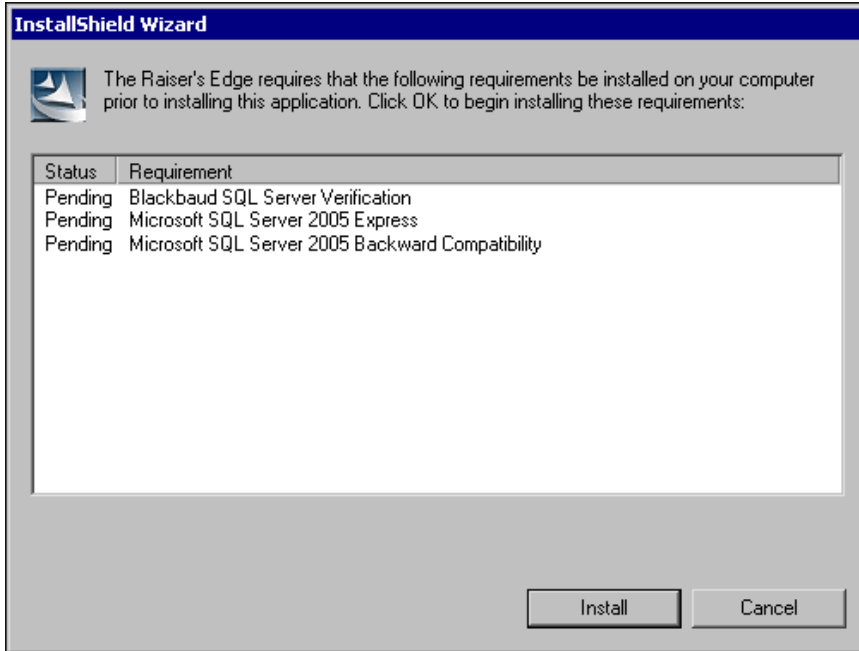 InstallShield Wizard
The Raiser's Edge requires that the following requirements be installed on your computer
prior to installing this application. Click OK to begin installing these requirements:
Status Requirement
Pending Blackbaud SQL Server Verification
Pending Microsoft SQL Server 2005 Express
Pending Microsoft SQL Server 2005 Backward Compatibility
Install Cancel